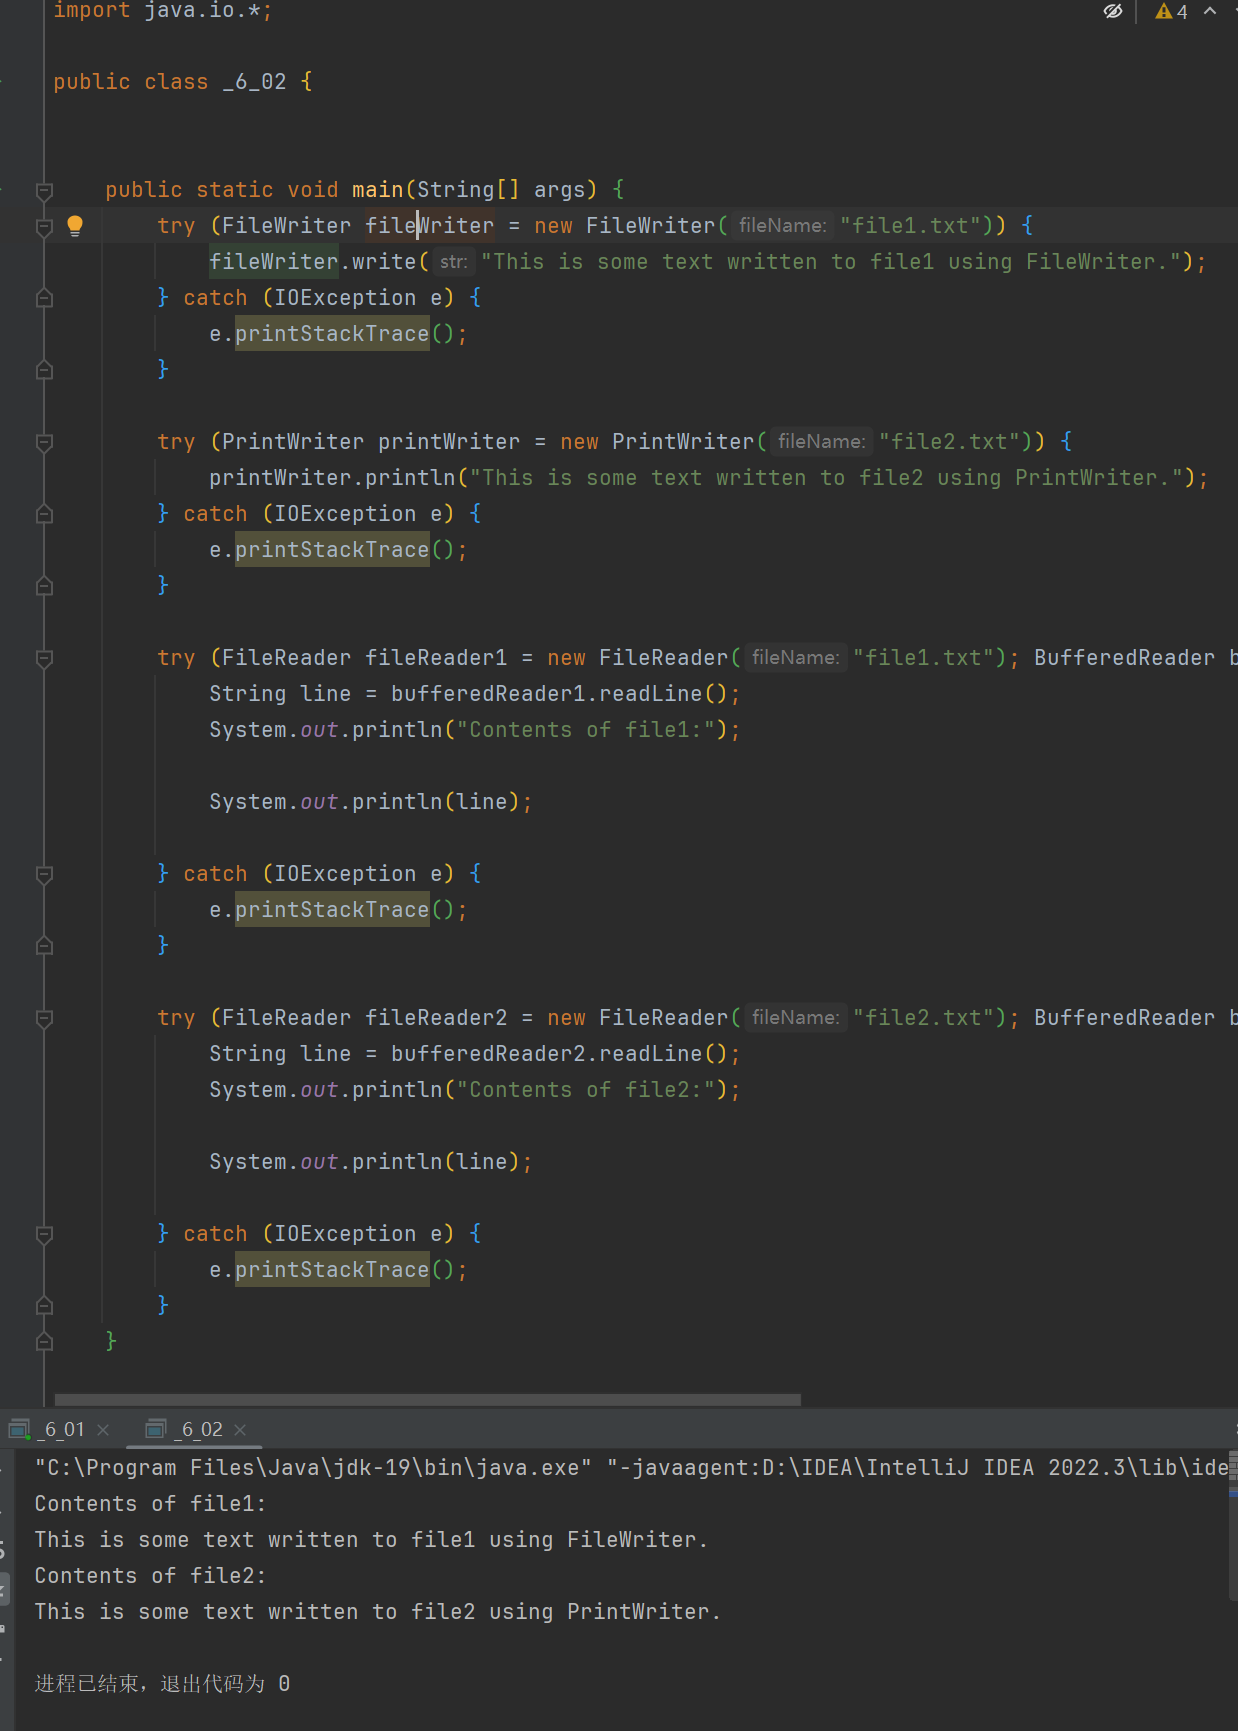 import java.io.*;
4
public class _6_02 {
public static void main(String[] args) {
try (FileWriter fileWriter = new FileWriter( fileName: "file1.txt")) {
fileWriter.write( str: "This is some text written to file1 using FileWriter.");
} catch (IOException e) {
e.printStackTrace();
}
try (PrintWriter printWriter = new PrintWriter( fileName: "file2.txt")) {
printWriter.println("This is some text written to file2 using PrintWriter.");
} catch (IOException e) {
e.printStackTrace();
}
try (FileReader fileReader1 = new FileReader( fileName: "file1.txt"); BufferedReader b
String line = bufferedReader1.readLine();
System.out.println("Contents of file1:");
System.out.println(line);
} catch (IOException e) {
e.printStackTrace();
}
try (FileReader fileReader2 = new FileReader( fileName: "file2.txt"); BufferedReader b
String line = bufferedReader2.readLine();
System.out.println("Contents of file2:");
System.out.println(line);
} catch (IOException e) {
e.printStackTrace();
}
}
_6_01 _6_02
"C:\Program Files\Java\jdk-19\bin\java.exe" "-javaagent:D:\IDEA\IntelliJ IDEA 2022.3\lib\ide
Contents of file1:
This is some text written to file1 using FileWriter.
Contents of file2:
This is some text written to file2 using PrintWriter.
进程已结束，退出代码为 0